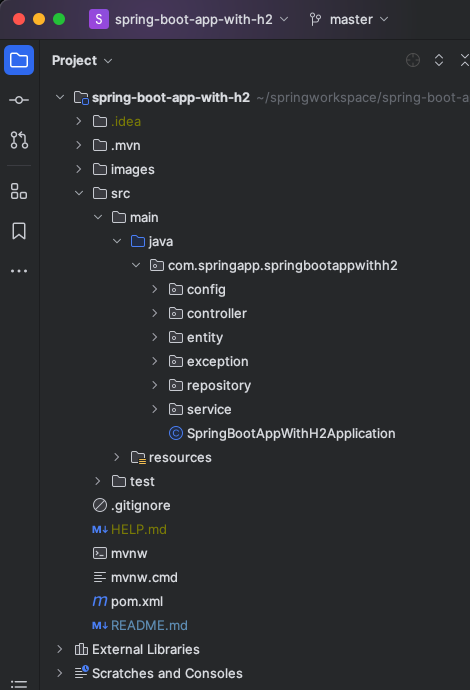 S spring-boot-app-with-h2 master
Project
spring-boot-app-with-h2 ~/springworkspace/spring-boot-a
.idea
.mvn
images
src
main
java
com.springapp.springbootappwithh2
config
controller
entity
exception
repository
service
C SpringBootAppWithH2Application
resources
test
.gitignore
M↓ HELP.md
mvnw
mvnw.cmd
m pom.xml
M↓ README.md
External Libraries
Scratches and Consoles